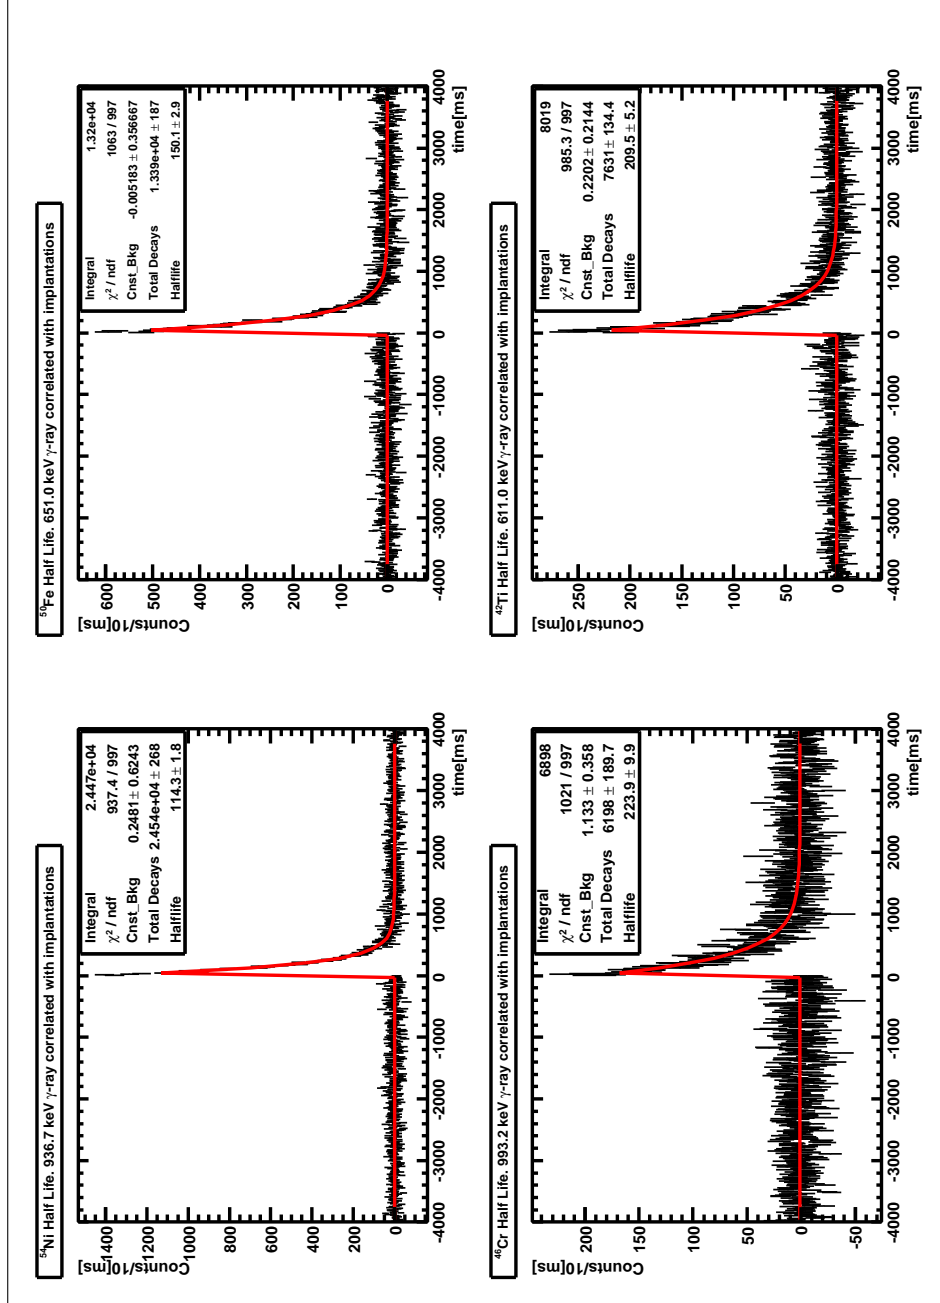 ⁵⁴Ni Half Life. 936.7 keV γ-ray correlated with implantations
Counts/10[ms]
1400
1200
1000
800
600
400
200
0
-4000 -3000 -2000 -1000 0 1000 2000 3000 4000
time[ms]
Integral 2.447e+04
χ² / ndf 937.4 / 997
Cnst_Bkg 0.2481 ± 0.6243
Total Decays 2.454e+04 ± 268
Halflife 114.3 ± 1.8
⁵⁰Fe Half Life. 651.0 keV γ-ray correlated with implantations
Counts/10[ms]
600
500
400
300
200
100
0
-4000 -3000 -2000 -1000 0 1000 2000 3000 4000
time[ms]
Integral 1.32e+04
χ² / ndf 1063 / 997
Cnst_Bkg -0.005183 ± 0.356667
Total Decays 1.339e+04 ± 187
Halflife 150.1 ± 2.9
⁴⁶Cr Half Life. 993.2 keV γ-ray correlated with implantations
Counts/10[ms]
200
150
100
50
0
-50
-4000 -3000 -2000 -1000 0 1000 2000 3000 4000
time[ms]
Integral 6898
χ² / ndf 1021 / 997
Cnst_Bkg 1.133 ± 0.358
Total Decays 6198 ± 189.7
Halflife 223.9 ± 9.9
⁴²Ti Half Life. 611.0 keV γ-ray correlated with implantations
Counts/10[ms]
250
200
150
100
50
0
-4000 -3000 -2000 -1000 0 1000 2000 3000 4000
time[ms]
Integral 8019
χ² / ndf 985.3 / 997
Cnst_Bkg 0.2202 ± 0.2144
Total Decays 7631 ± 134.4
Halflife 209.5 ± 5.2